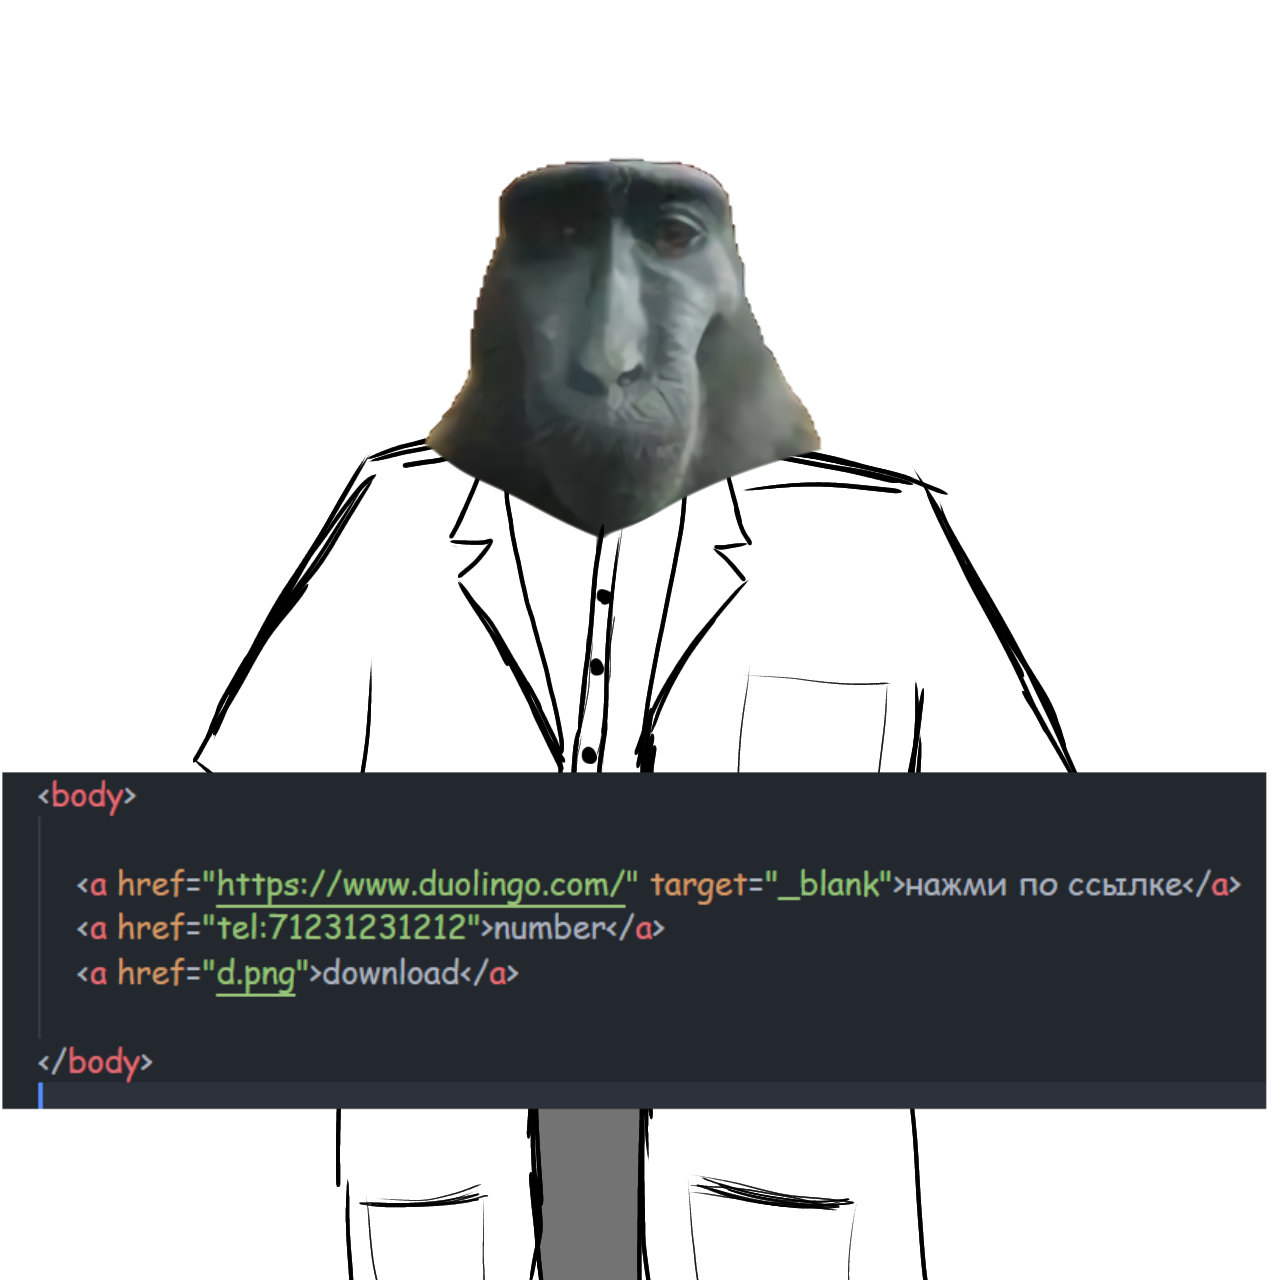 <body>
<a href="https://www.duolingo.com/" target="_blank">нажми по ссылке</a>
<a href="tel:71231231212">number</a>
<a href="d.png">download</a>
</body>